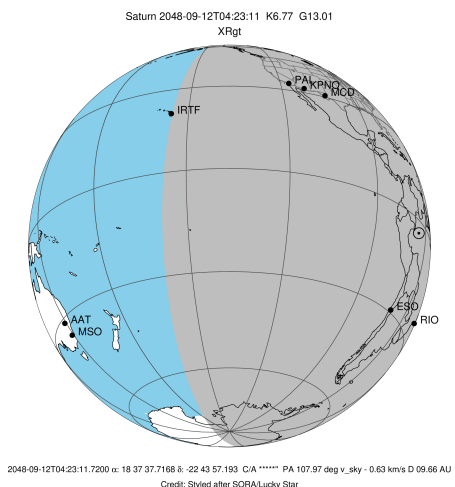 Saturn 2048-09-12T04:23:11 K6.77 G13.01
XRgt
PAL KPNO
MCD
IRTF
ESO
RIO
AAT
MSO
2048-09-12T04:23:11.7200 α: 18 37 37.7168 δ: -22 43 57.193 C/A *****" PA 107.97 deg v_sky - 0.63 km/s D 09.66 AU
Credit: Styled after SORA/Lucky Star